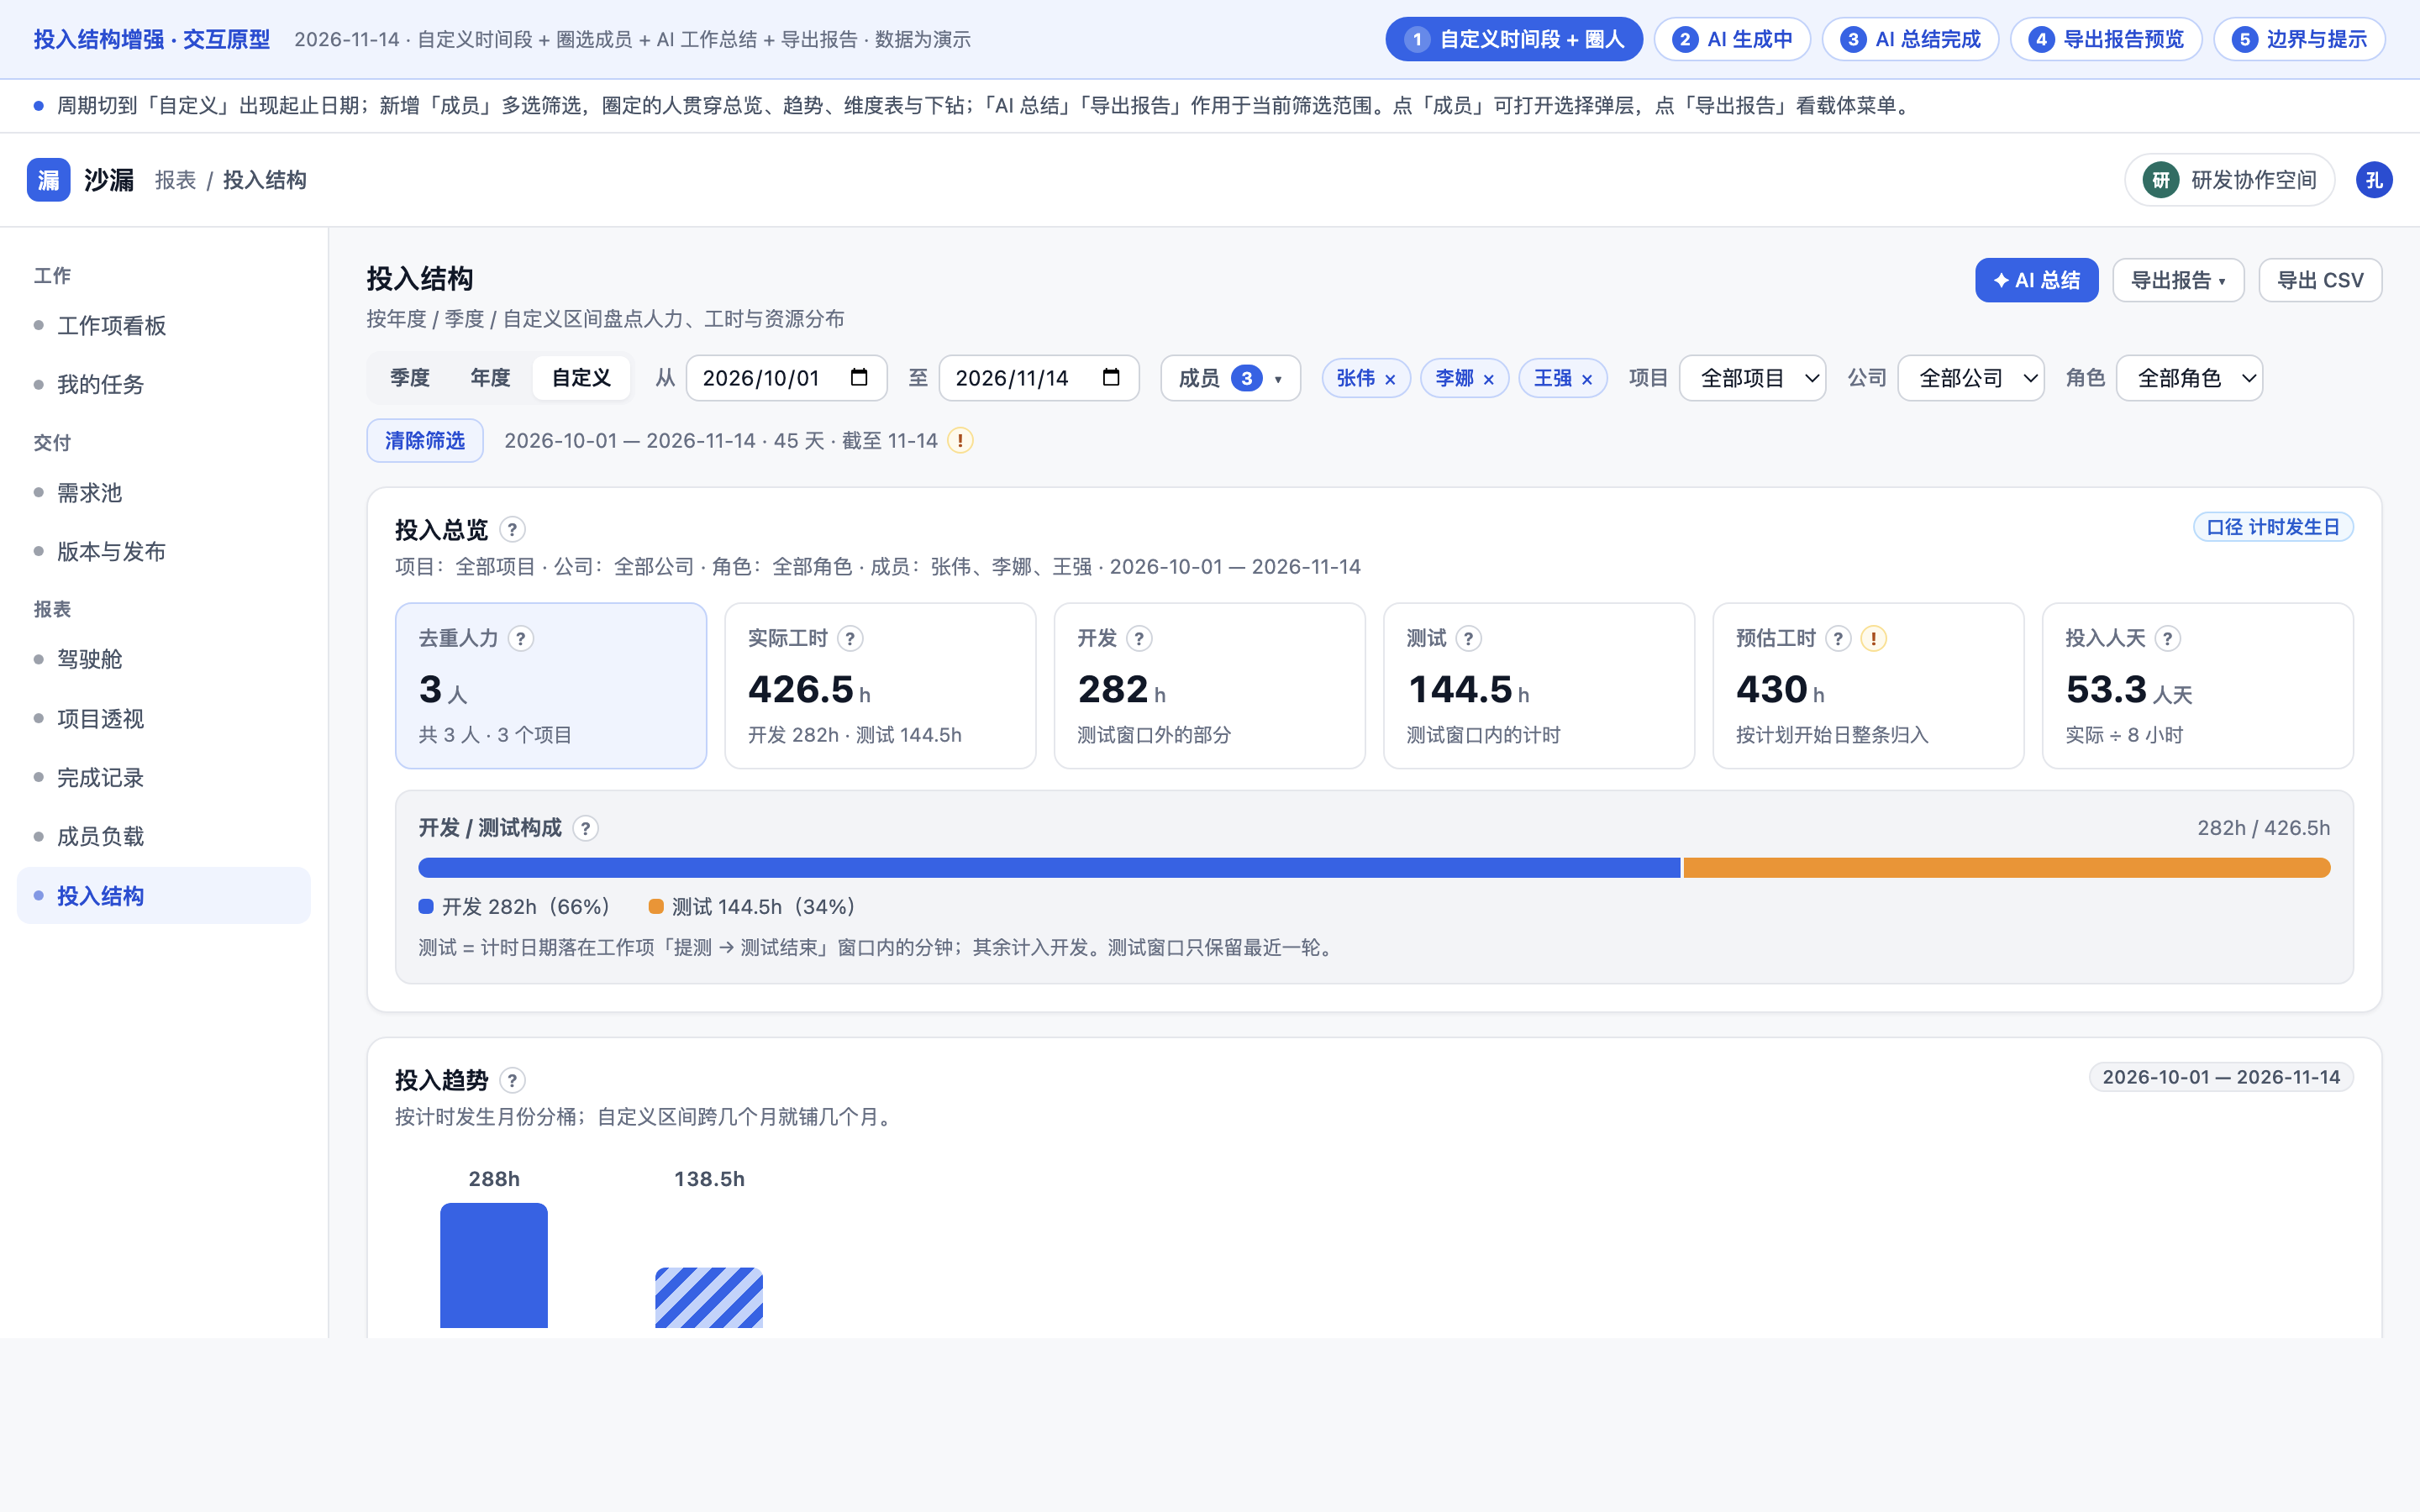 投入结构增强 · 交互原型 2026-11-14 · 自定义时间段 + 圈选成员 + AI 工作总结 + 导出报告 · 数据为演示 1 自定义时间段 + 圈人 2 AI 生成中 3 AI 总结完成 4 导出报告预览 5 边界与提示
周期切到「自定义」出现起止日期；新增「成员」多选筛选，圈定的人贯穿总览、趋势、维度表与下钻；「AI 总结」「导出报告」作用于当前筛选范围。点「成员」可打开选择弹层，点「导出报告」看载体菜单。
漏 沙漏 报表 / 投入结构 研 研发协作空间 孔
工作
工作项看板
我的任务
交付
需求池
版本与发布
报表
驾驶舱
项目透视
完成记录
成员负载
投入结构
投入结构
✦ AI 总结 导出报告 ▾ 导出 CSV
按年度 / 季度 / 自定义区间盘点人力、工时与资源分布
季度 年度 自定义 从 2026/10/01 至 2026/11/14 成员 3 ▾ 张伟 × 李娜 × 王强 × 项目 全部项目 公司 全部公司 角色 全部角色
清除筛选 2026-10-01 — 2026-11-14 · 45 天 · 截至 11-14 !
投入总览 ? 口径 计时发生日
项目：全部项目 · 公司：全部公司 · 角色：全部角色 · 成员：张伟、李娜、王强 · 2026-10-01 — 2026-11-14
去重人力 ?
3 人
共 3 人 · 3 个项目
实际工时 ?
426.5 h
开发 282h · 测试 144.5h
开发 ?
282 h
测试窗口外的部分
测试 ?
144.5 h
测试窗口内的计时
预估工时 ? !
430 h
按计划开始日整条归入
投入人天 ?
53.3 人天
实际 ÷ 8 小时
开发 / 测试构成 ? 282h / 426.5h
开发 282h（66%） 测试 144.5h（34%）
测试 = 计时日期落在工作项「提测 → 测试结束」窗口内的分钟；其余计入开发。测试窗口只保留最近一轮。
投入趋势 ? 2026-10-01 — 2026-11-14
按计时发生月份分桶；自定义区间跨几个月就铺几个月。
288h 138.5h